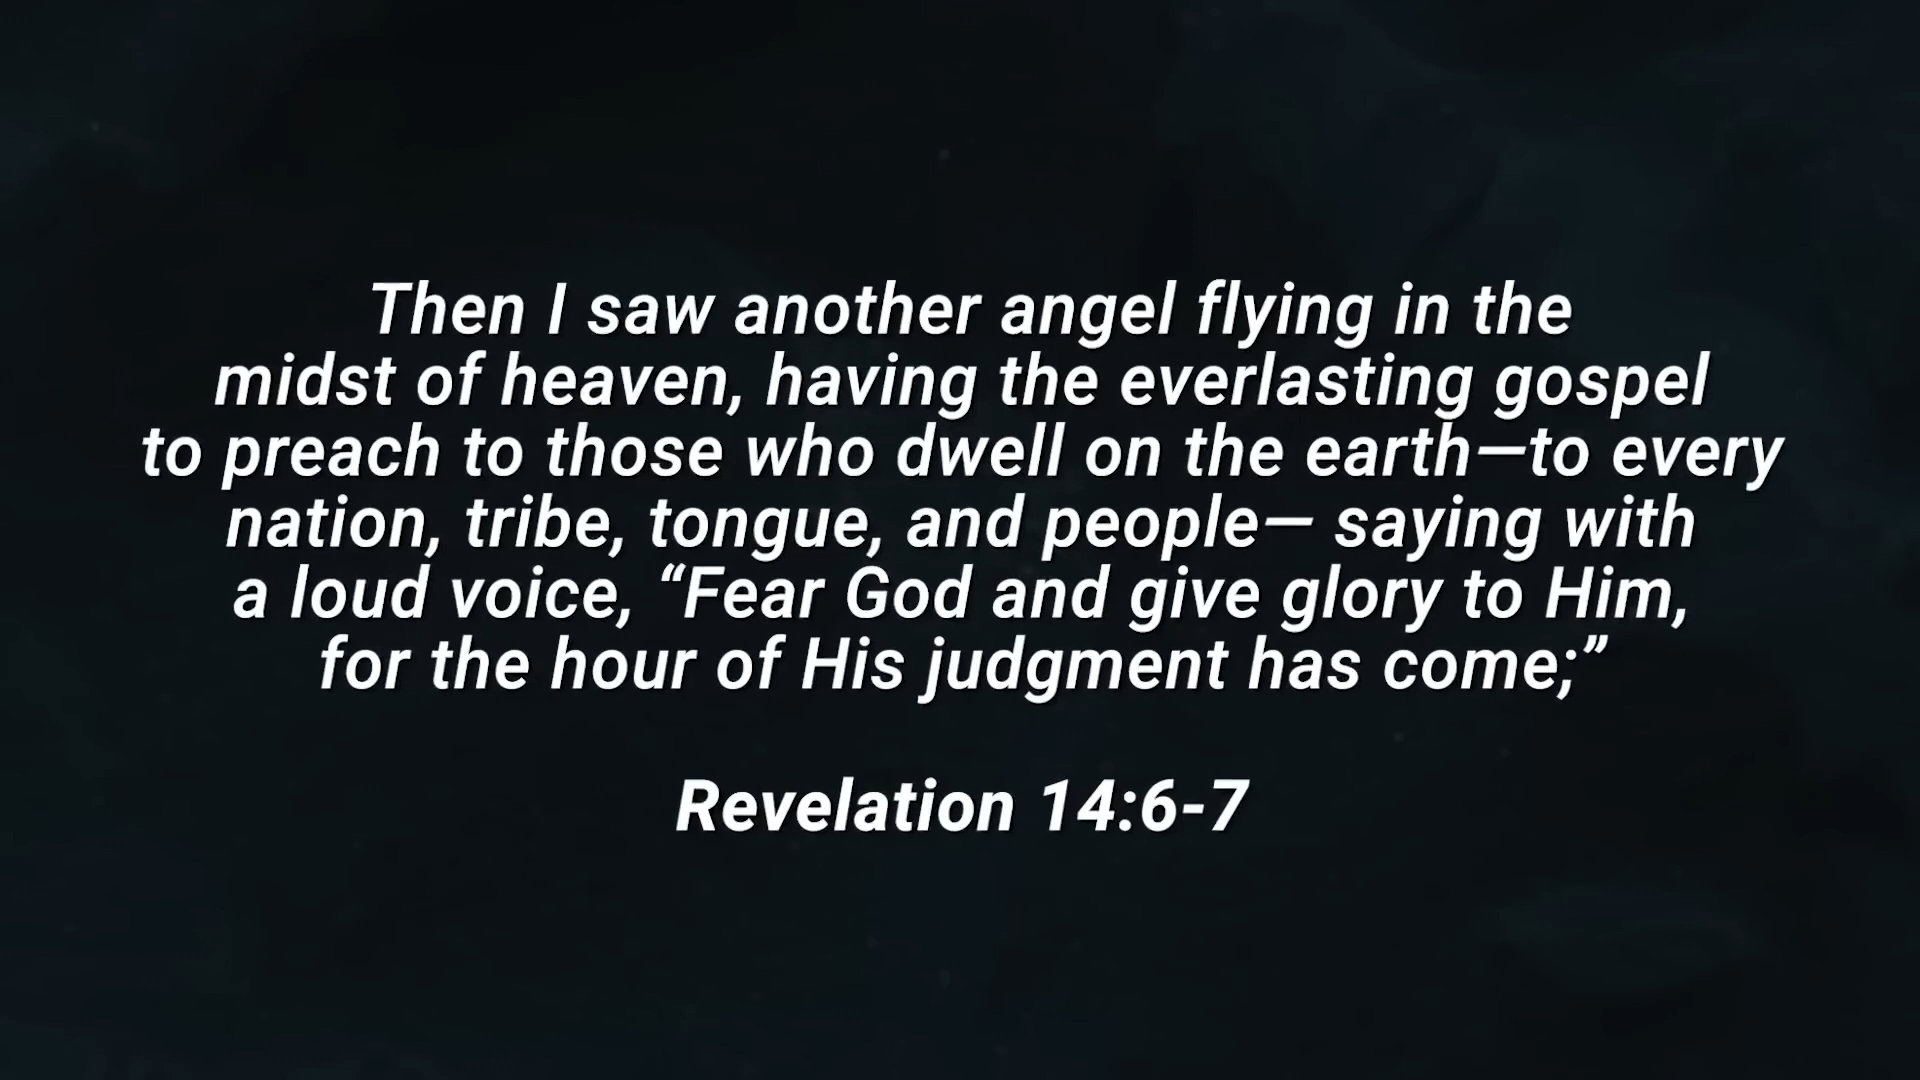 Then I saw another angel flying in the
midst of heaven, having the everlasting gospel
to preach to those who dwell on the earth—to every
nation, tribe, tongue, and people— saying with
a loud voice, “Fear God and give glory to Him,
for the hour of His judgment has come;”
Revelation 14:6-7